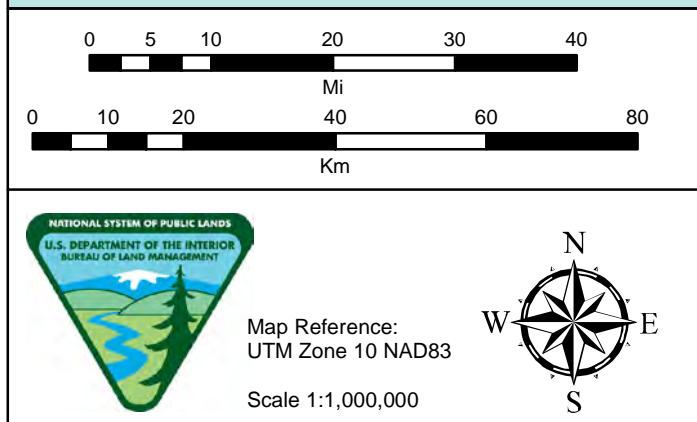 0 5 10 20 30 40
Mi
0 10 20 40 60 80
Km
NATIONAL SYSTEM OF PUBLIC LANDS
U.S. DEPARTMENT OF THE INTERIOR
BUREAU OF LAND MANAGEMENT
Map Reference:
UTM Zone 10 NAD83
Scale 1:1,000,000
N
W E
S